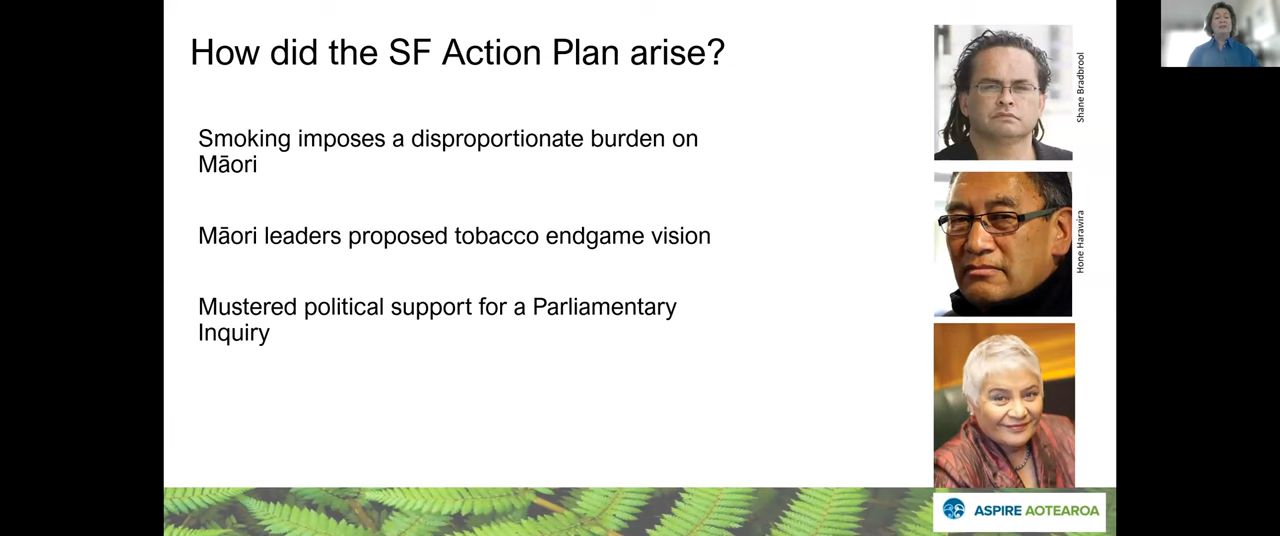 How did the SF Action Plan arise?
Smoking imposes a disproportionate burden on
Māori
Māori leaders proposed tobacco endgame vision
Mustered political support for a Parliamentary
Inquiry
Shane Bradbrool
Hone Harawira
ASPIRE AOTEAROA